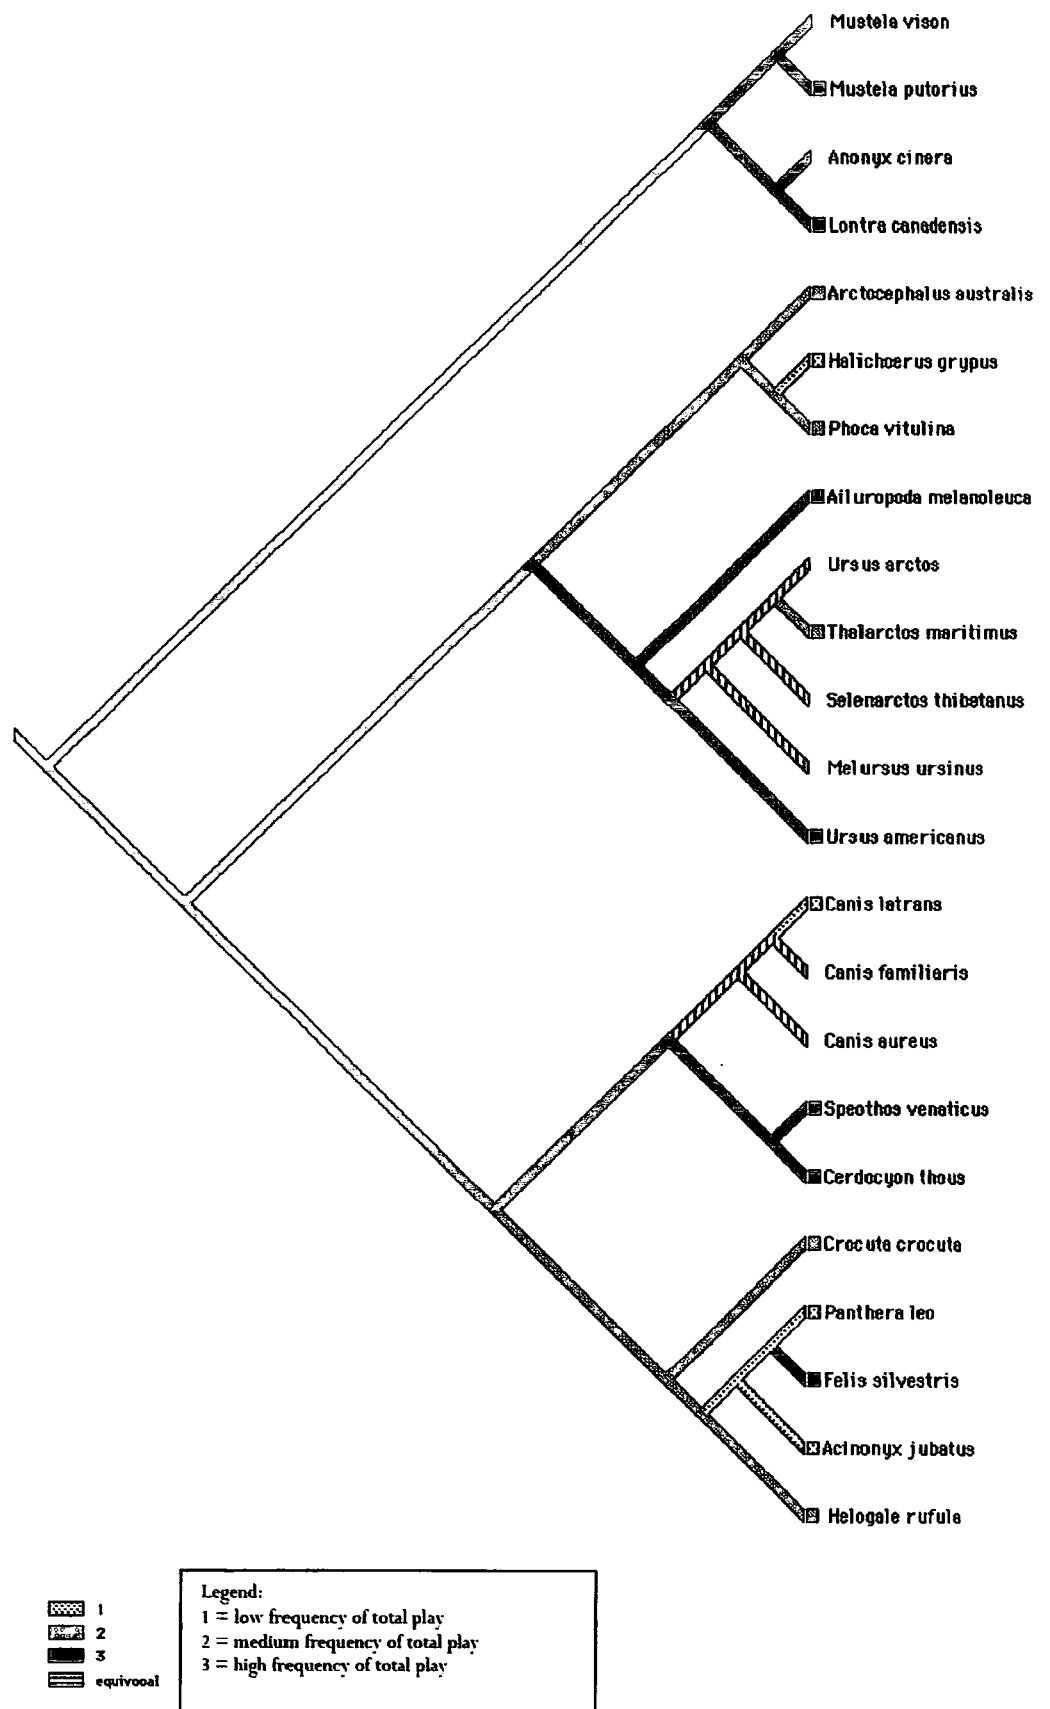 Mustela vison
Mustela putorius
Anonyx cinera
Lontra canadensis
Arctocephalus australis
Halichoerus grypus
Phoca vitulina
Ailuropoda melanoleuca
Ursus arctos
Thalarctos maritimus
Selenarctos thibetanus
Melursus ursinus
Ursus americanus
Canis latrans
Canis familiaris
Canis aureus
Speothos venaticus
Cerdocyon thous
Crocuta crocuta
Panthera leo
Felis silvestris
Acinonyx jubatus
Helogale rufula
1
2
3
equivocal
Legend:
1 = low frequency of total play
2 = medium frequency of total play
3 = high frequency of total play